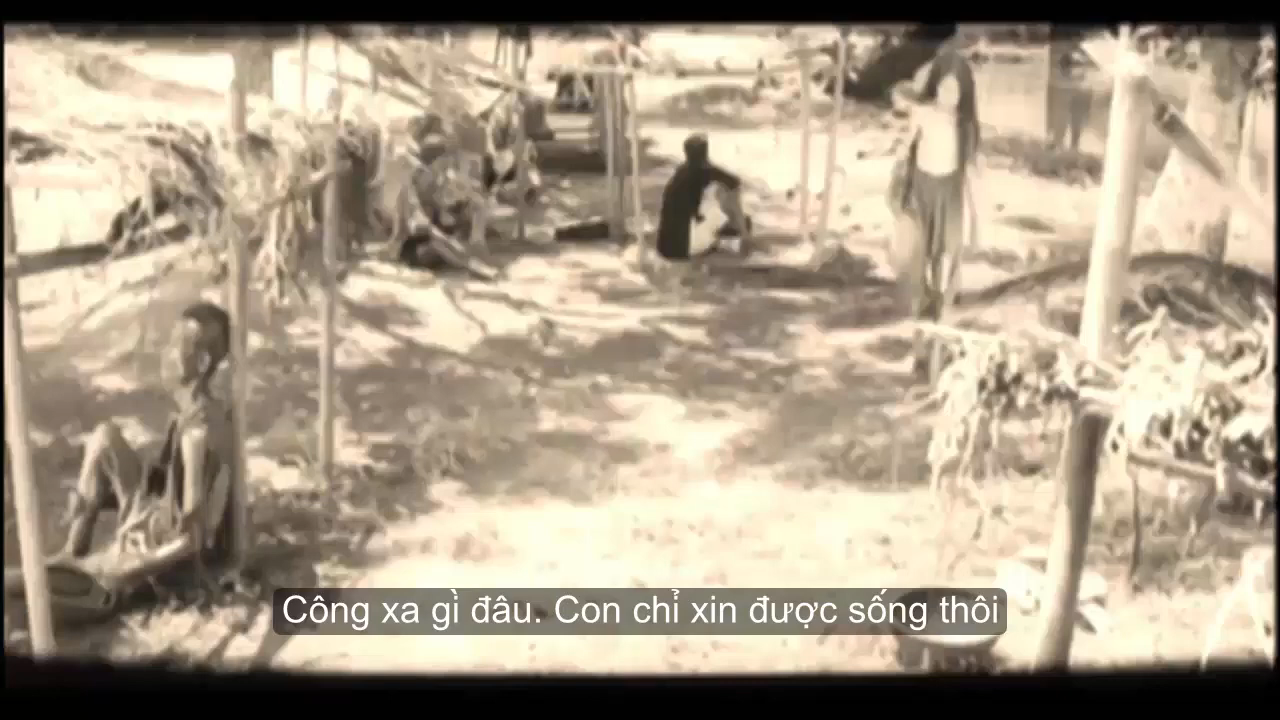 Công xa gì đâu. Con chỉ xin được sống thôi